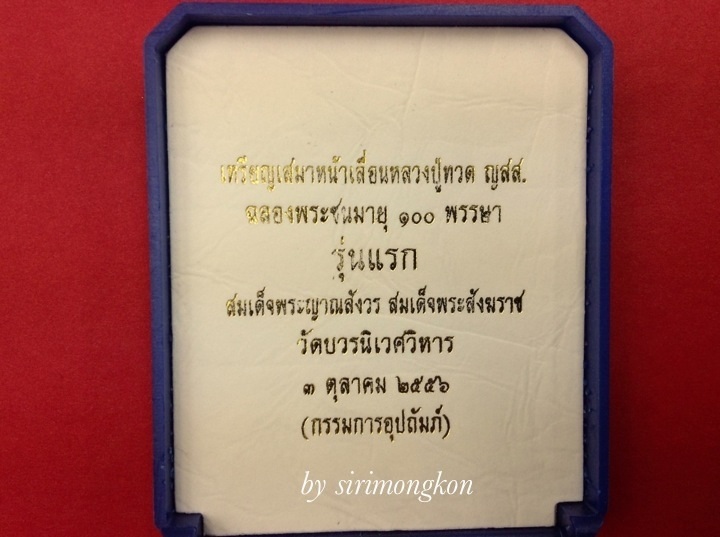 เหรียญเสมาหน้าเลื่อนหลวงปู่ทวด ญสส.
ฉลองพระชนมายุ ๑๐๐ พรรษา
รุ่นแรก
สมเด็จพระญาณสังวร สมเด็จพระสังฆราช
วัดบวรนิเวศวิหาร
๓ ตุลาคม ๒๕๕๖
(กรรมการอุปถัมภ์)
by sirimongkon